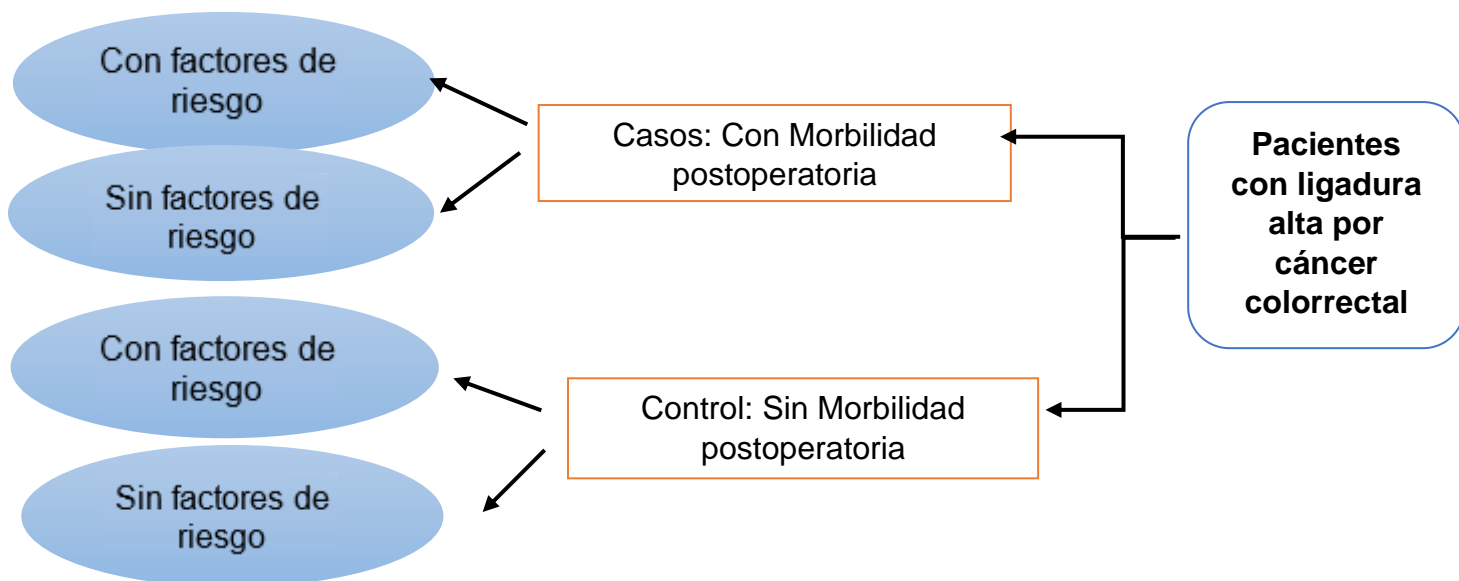 Con factores de
riesgo
Sin factores de
riesgo
Con factores de
riesgo
Sin factores de
riesgo
Casos: Con Morbilidad
postoperatoria
Control: Sin Morbilidad
postoperatoria
Pacientes
con ligadura
alta por
cáncer
colorrectal